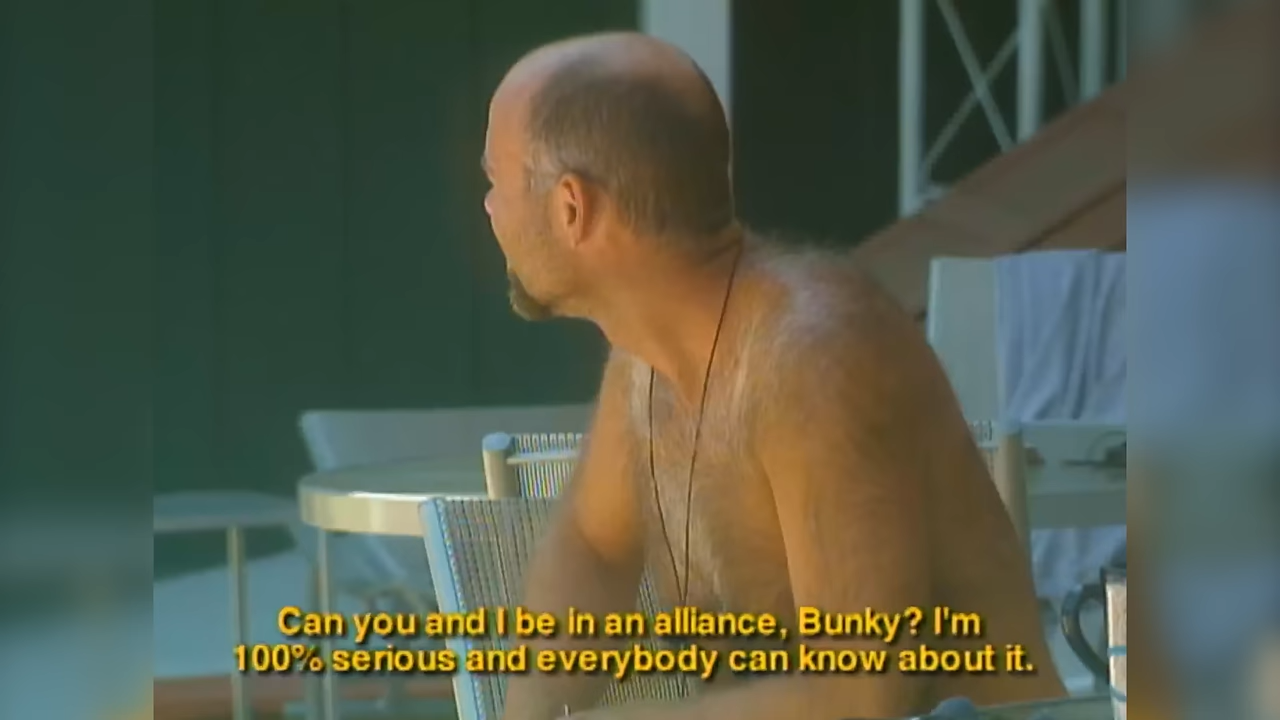 Can you and I be in an alliance, Bunky? I'm
100% serious and everybody can know about it.